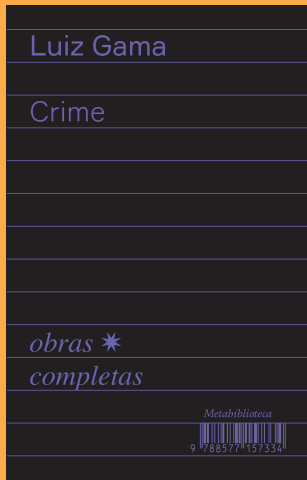 Luiz Gama
Crime
obras ✷
completas
Metabiblioteca
9 788577 157334